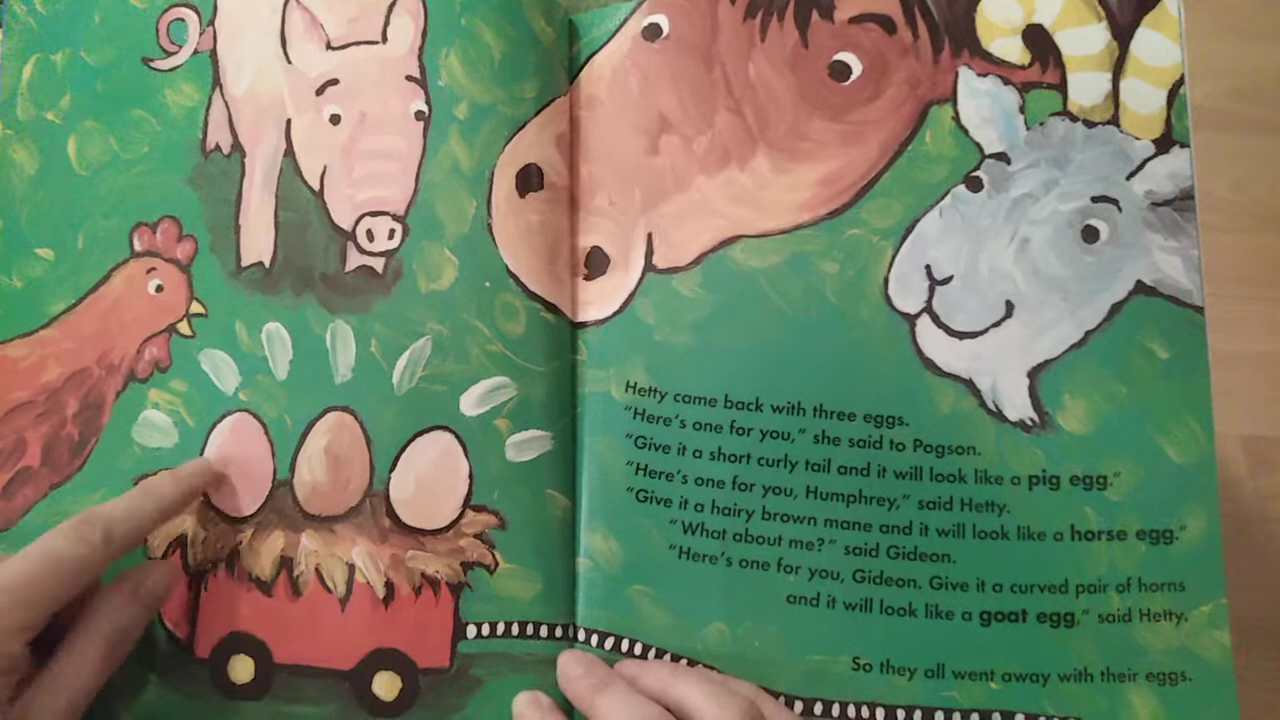 Hetty came back with three eggs.
"Here's one for you," she said to Pogson.
"Give it a short curly tail and it will look like a pig egg."
"Here's one for you, Humphrey," said Hetty.
"Give it a hairy brown mane and it will look like a horse egg."
"What about me?" said Gideon.
"Here's one for you, Gideon. Give it a curved pair of horns
and it will look like a goat egg," said Hetty.
So they all went away with their eggs.